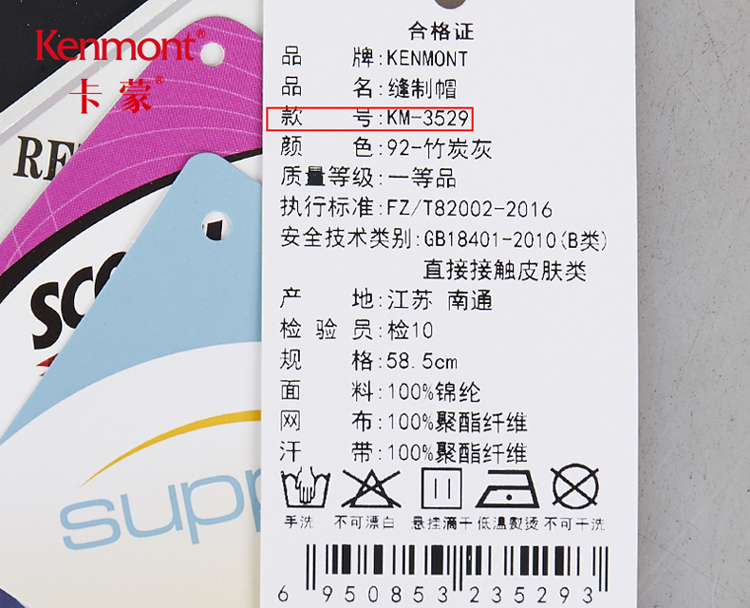 Kenmont®
卡蒙®
合格证
品 牌:KENMONT
品 名:缝制帽
款 号:KM-3529
颜 色:92-竹炭灰
质量等级:一等品
执行标准:FZ/T82002-2016
安全技术类别:GB18401-2010(B类)
直接接触皮肤类
产 地:江苏 南通
检 验 员:检10
规 格:58.5cm
面 料:100%锦纶
网 布:100%聚酯纤维
汗 带:100%聚酯纤维
手洗 不可漂白 悬挂滴干 低温熨烫 不可干洗
6 950853 235293
SCO
supp